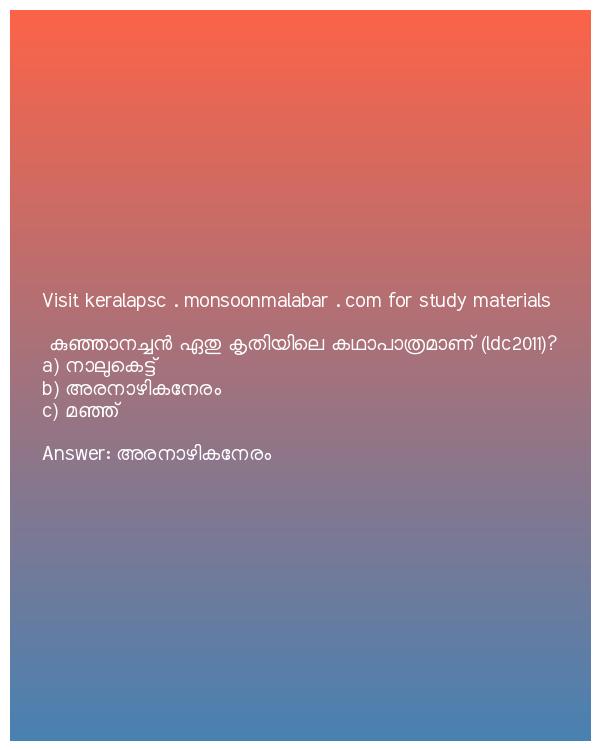 Visit keralapsc . monsoonmalabar . com for study materials
കുഞ്ഞാനച്ചൻ ഏതു കൃതിയിലെ കഥാപാത്രമാണ് (ldc2011)?
a) നാലുകെട്ട്
b) അരനാഴികനേരം
c) മഞ്ഞ്
Answer: അരനാഴികനേരം